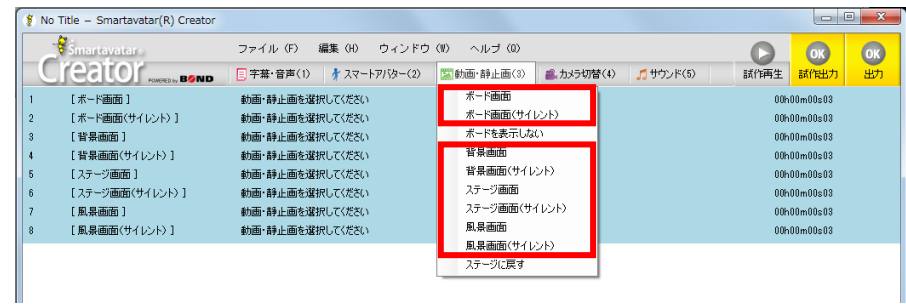 No Title – Smartavatar(R) Creator
Smartavatar
Creator POWERED by BOND
ファイル (F) 編集 (H) ウィンドウ (W) ヘルプ (Q)
字幕・音声(1) スマートアバター(2) 動画・静止画(3) カメラ切替(4) サウンド(5)
試作再生
OK
試作出力
OK
出力
1 [ ボード画面 ] 動画・静止画を選択してください 00h00m00s03
2 [ ボード画面(サイレント) ] 動画・静止画を選択してください 00h00m00s03
3 [ 背景画面 ] 動画・静止画を選択してください 00h00m00s03
4 [ 背景画面(サイレント) ] 動画・静止画を選択してください 00h00m00s03
5 [ ステージ画面 ] 動画・静止画を選択してください 00h00m00s03
6 [ ステージ画面(サイレント) ] 動画・静止画を選択してください 00h00m00s03
7 [ 風景画面 ] 動画・静止画を選択してください 00h00m00s03
8 [ 風景画面(サイレント) ] 動画・静止画を選択してください 00h00m00s03
ボード画面
ボード画面(サイレント)
ボードを表示しない
背景画面
背景画面(サイレント)
ステージ画面
ステージ画面(サイレント)
風景画面
風景画面(サイレント)
ステージに戻す